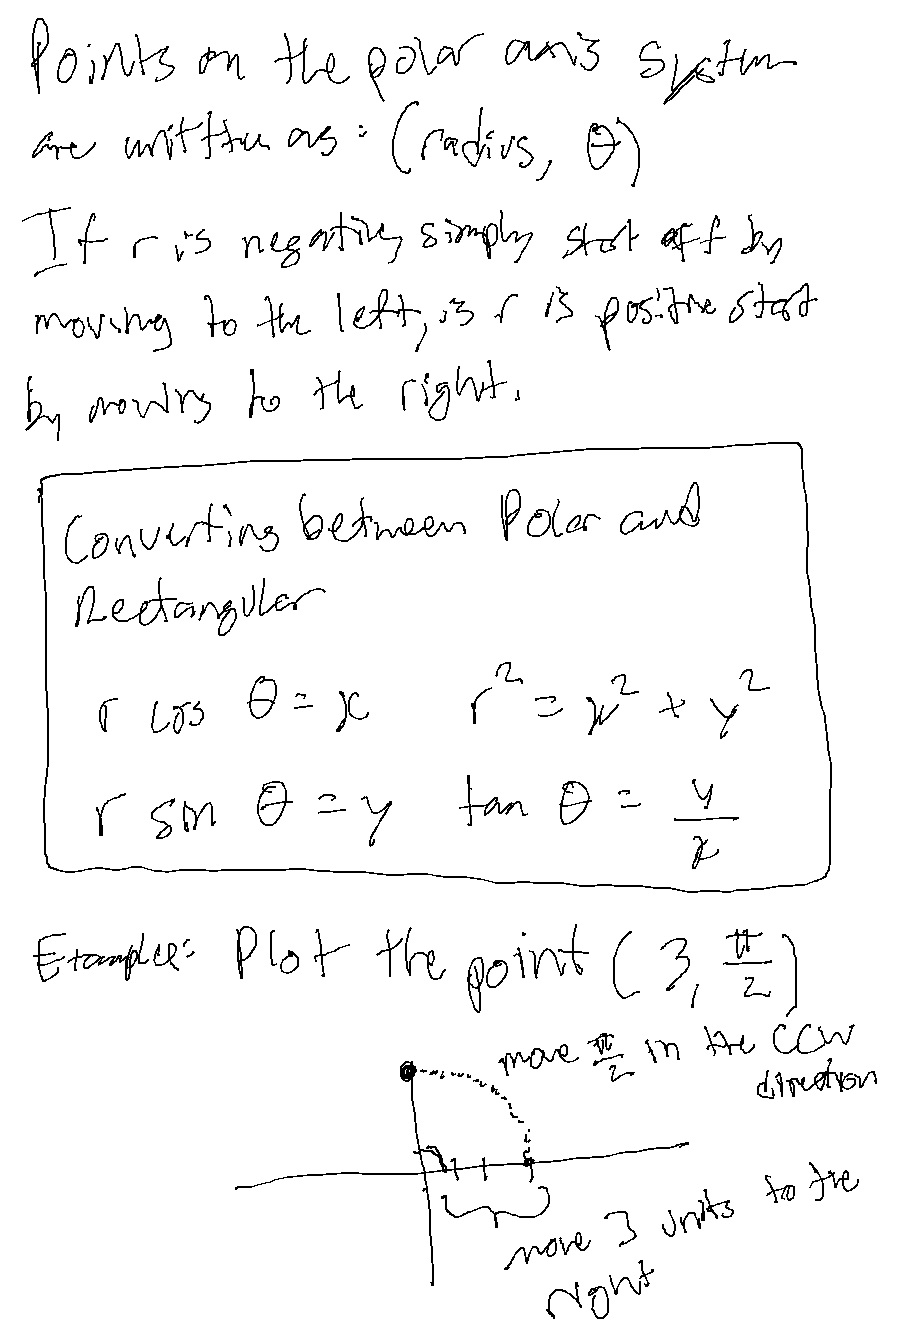 Points on the polar axis system
are written as: (radius, θ)
If r is negative, simply start off by
moving to the left, is r is positive start
by moving to the right.
Converting between Polar and
Rectangular
r cos θ = x r² = x² + y²
r sin θ = y tan θ = y/x
Examples: Plot the point (3, π/2)
move π/2 in the CCW
direction
move 3 units to the
right